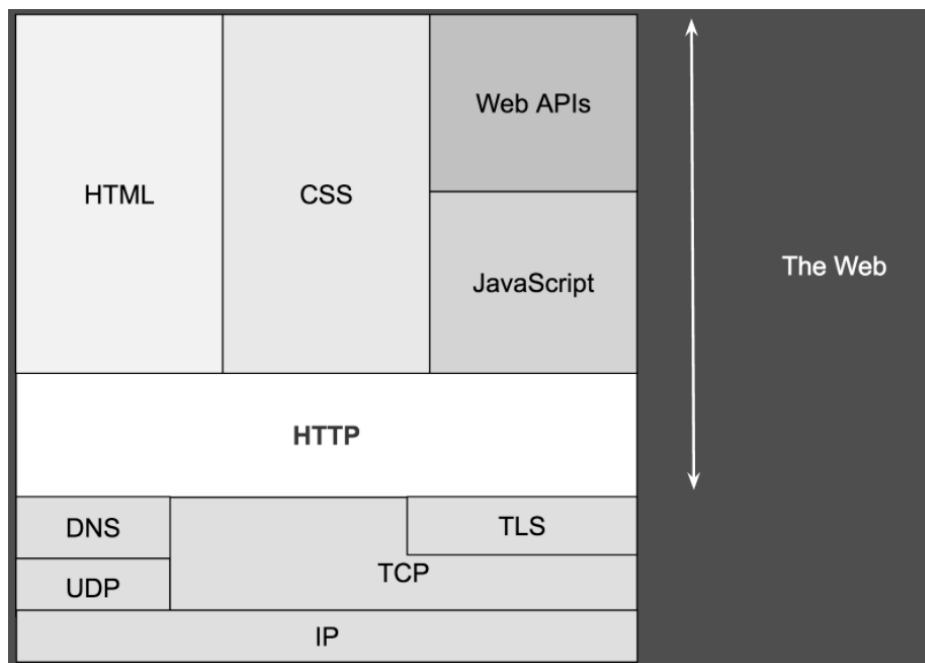 HTML
CSS
Web APIs
JavaScript
The Web
HTTP
DNS
TLS
UDP
TCP
IP